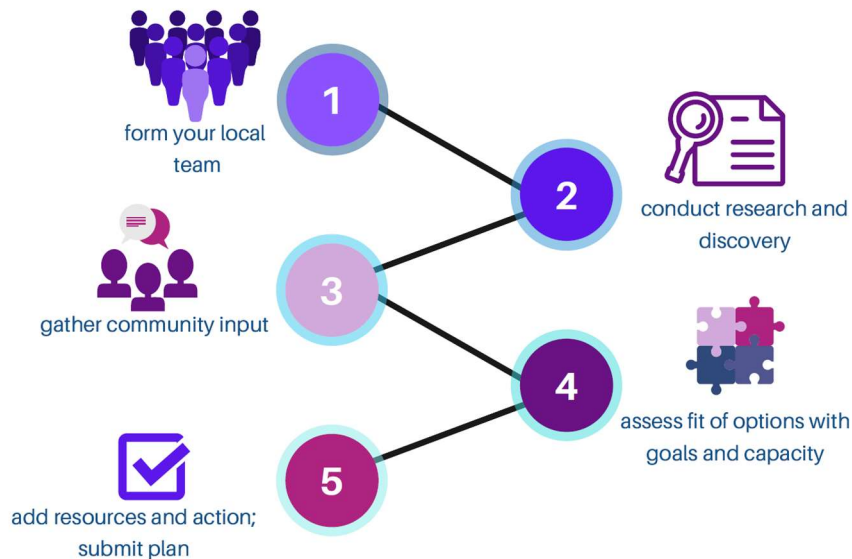 1
form your local
team
2
conduct research and
discovery
3
gather community input
4
assess fit of options with
goals and capacity
5
add resources and action;
submit plan